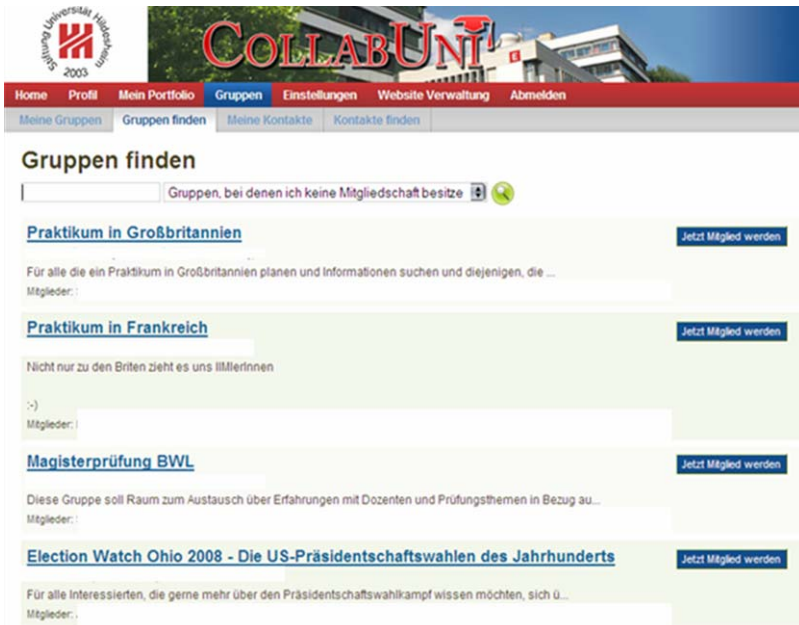 Stiftung Universität Hildesheim
2003
COLLABUNI
E
Home Profil Mein Portfolio Gruppen Einstellungen Website Verwaltung Abmelden
Meine Gruppen Gruppen finden Meine Kontakte Kontakte finden
Gruppen finden
Gruppen, bei denen ich keine Mitgliedschaft besitze
Praktikum in Großbritannien
Jetzt Mitglied werden
Für alle die ein Praktikum in Großbritannien planen und Informationen suchen und diejenigen, die ...
Mitglieder:
Praktikum in Frankreich
Jetzt Mitglied werden
Nicht nur zu den Briten zieht es uns IIMlerInnen
:-)
Mitglieder:
Magisterprüfung BWL
Jetzt Mitglied werden
Diese Gruppe soll Raum zum Austausch über Erfahrungen mit Dozenten und Prüfungsthemen in Bezug au...
Mitglieder:
Election Watch Ohio 2008 - Die US-Präsidentschaftswahlen des Jahrhunderts
Jetzt Mitglied werden
Für alle Interessierten, die gerne mehr über den Präsidentschaftswahlkampf wissen möchten, sich ü...
Mitglieder: